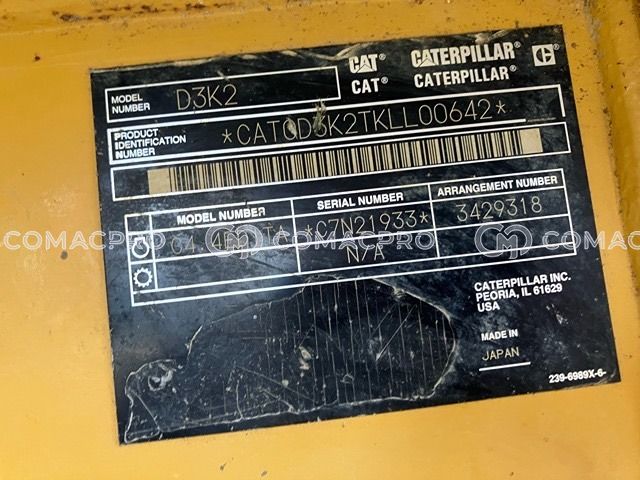 CAT® CATERPILLAR® C
CAT® CATERPILLAR®
MODEL NUMBER D3K2
PRODUCT IDENTIFICATION NUMBER *CAT0D3K2TKLL00642*
MODEL NUMBER SERIAL NUMBER ARRANGEMENT NUMBER
*C7N21933* 3429318
N/A
COMACPRO COMACPRO COMACPRO
CATERPILLAR INC.
PEORIA, IL 61629
USA
MADE IN
JAPAN
239-6989X-6-